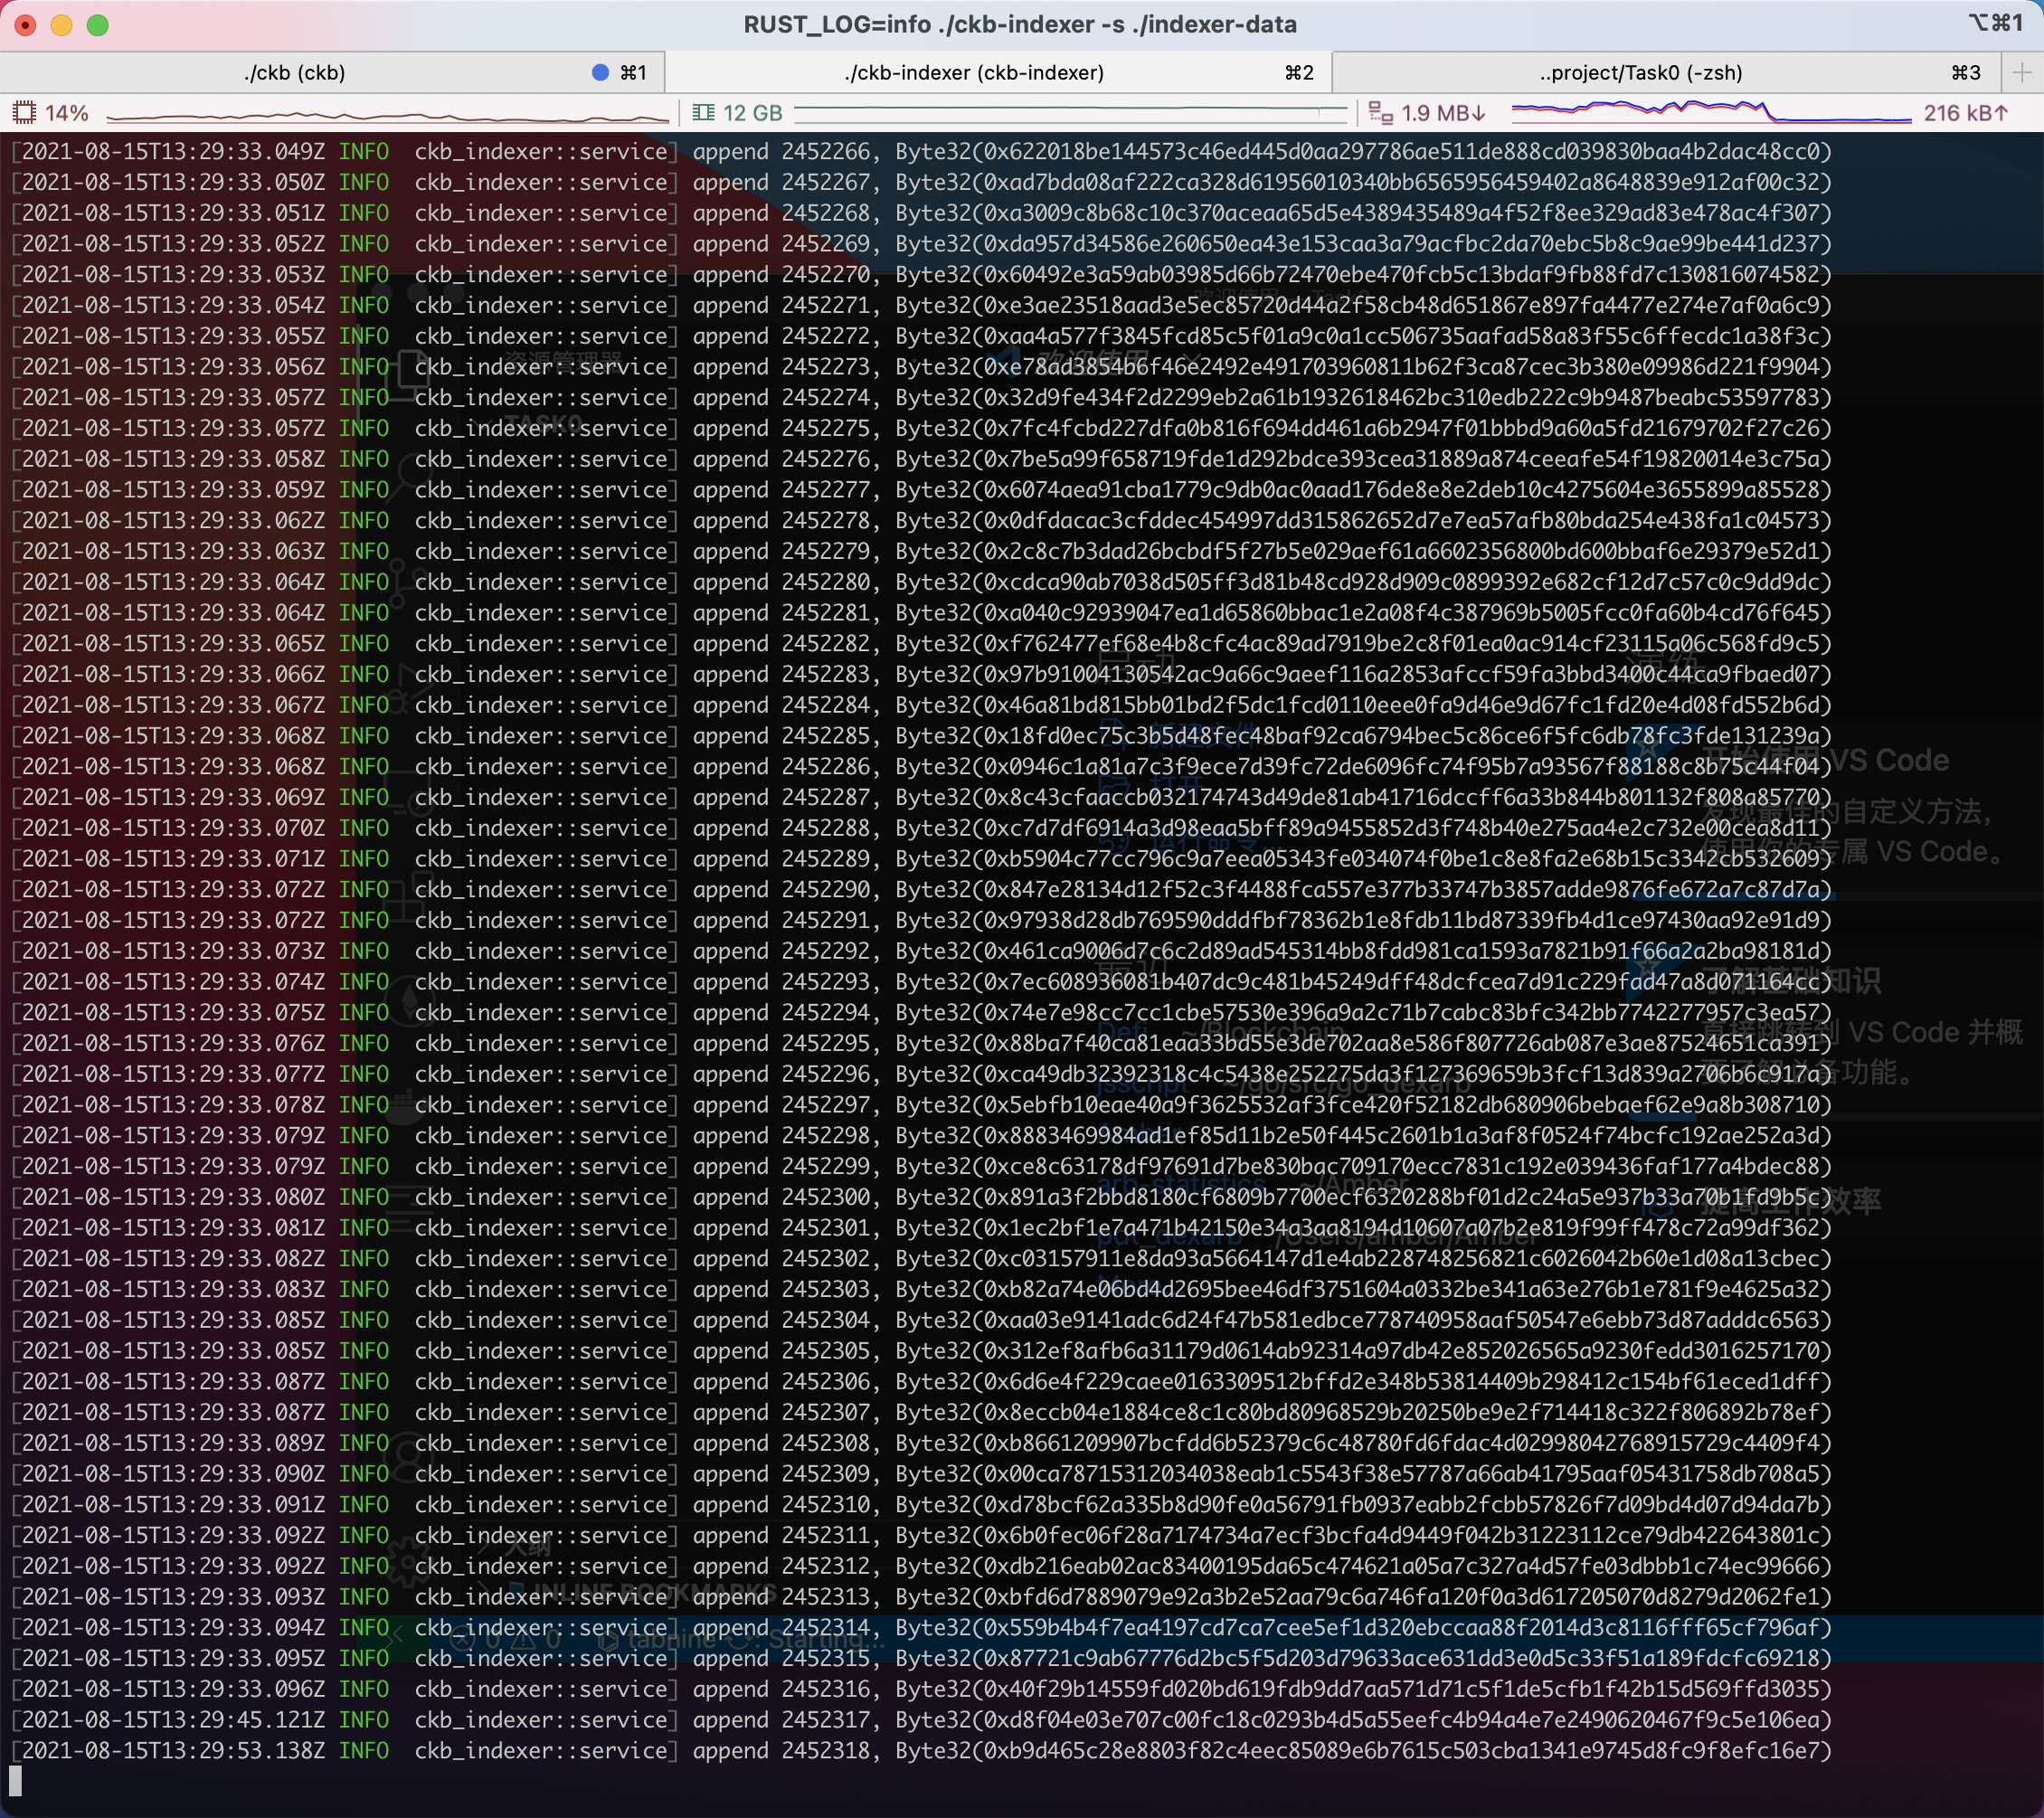 RUST_LOG=info ./ckb-indexer -s ./indexer-data
⌥⌘1
./ckb (ckb) ⌘1
./ckb-indexer (ckb-indexer) ⌘2
..project/Task0 (-zsh) ⌘3
14% 12 GB 1.9 MB↓ 216 kB↑
[2021-08-15T13:29:33.049Z INFO  ckb_indexer::service] append 2452266, Byte32(0x622018be144573c46ed445d0aa297786ae511de888cd039830baa4b2dac48cc0)
[2021-08-15T13:29:33.050Z INFO  ckb_indexer::service] append 2452267, Byte32(0xad7bda08af222ca328d61956010340bb6565956459402a8648839e912af00c32)
[2021-08-15T13:29:33.051Z INFO  ckb_indexer::service] append 2452268, Byte32(0xa3009c8b68c10c370aceaa65d5e4389435489a4f52f8ee329ad83e478ac4f307)
[2021-08-15T13:29:33.052Z INFO  ckb_indexer::service] append 2452269, Byte32(0xda957d34586e260650ea43e153caa3a79acfbc2da70ebc5b8c9ae99be441d237)
[2021-08-15T13:29:33.053Z INFO  ckb_indexer::service] append 2452270, Byte32(0x60492e3a59ab03985d66b72470ebe470fcb5c13bdaf9fb88fd7c130816074582)
[2021-08-15T13:29:33.054Z INFO  ckb_indexer::service] append 2452271, Byte32(0xe3ae23518aad3e5ec85720d44a2f58cb48d651867e897fa4477e274e7af0a6c9)
[2021-08-15T13:29:33.055Z INFO  ckb_indexer::service] append 2452272, Byte32(0xaa4a577f3845fcd85c5f01a9c0a1cc506735aafad58a83f55c6ffecdc1a38f3c)
[2021-08-15T13:29:33.056Z INFO  ckb_indexer::service] append 2452273, Byte32(0xe78ad3854b6f46e2492e491703960811b62f3ca87cec3b380e09986d221f9904)
[2021-08-15T13:29:33.057Z INFO  ckb_indexer::service] append 2452274, Byte32(0x32d9fe434f2d2299eb2a61b1932618462bc310edb222c9b9487beabc53597783)
[2021-08-15T13:29:33.057Z INFO  ckb_indexer::service] append 2452275, Byte32(0x7fc4fcbd227dfa0b816f694dd461a6b2947f01bbbd9a60a5fd21679702f27c26)
[2021-08-15T13:29:33.058Z INFO  ckb_indexer::service] append 2452276, Byte32(0x7be5a99f658719fde1d292bdce393cea31889a874ceeafe54f19820014e3c75a)
[2021-08-15T13:29:33.059Z INFO  ckb_indexer::service] append 2452277, Byte32(0x6074aea91cba1779c9db0ac0aad176de8e8e2deb10c4275604e3655899a85528)
[2021-08-15T13:29:33.062Z INFO  ckb_indexer::service] append 2452278, Byte32(0x0dfdacac3cfddec454997dd315862652d7e7ea57afb80bda254e438fa1c04573)
[2021-08-15T13:29:33.063Z INFO  ckb_indexer::service] append 2452279, Byte32(0x2c8c7b3dad26bcbdf5f27b5e029aef61a6602356800bd600bbaf6e29379e52d1)
[2021-08-15T13:29:33.064Z INFO  ckb_indexer::service] append 2452280, Byte32(0xcdca90ab7038d505ff3d81b48cd928d909c0899392e682cf12d7c57c0c9dd9dc)
[2021-08-15T13:29:33.064Z INFO  ckb_indexer::service] append 2452281, Byte32(0xa040c92939047ea1d65860bbac1e2a08f4c387969b5005fcc0fa60b4cd76f645)
[2021-08-15T13:29:33.065Z INFO  ckb_indexer::service] append 2452282, Byte32(0xf762477ef68e4b8cfc4ac89ad7919be2c8f01ea0ac914cf23115a06c568fd9c5)
[2021-08-15T13:29:33.066Z INFO  ckb_indexer::service] append 2452283, Byte32(0x97b91004130542ac9a66c9aeef116a2853afccf59fa3bbd3400c44ca9fbaed07)
[2021-08-15T13:29:33.067Z INFO  ckb_indexer::service] append 2452284, Byte32(0x46a81bd815bb01bd2f5dc1fcd0110eee0fa9d46e9d67fc1fd20e4d08fd552b6d)
[2021-08-15T13:29:33.068Z INFO  ckb_indexer::service] append 2452285, Byte32(0x18fd0ec75c3b5d48fec48baf92ca6794bec5c86ce6f5fc6db78fc3fde131239a)
[2021-08-15T13:29:33.068Z INFO  ckb_indexer::service] append 2452286, Byte32(0x0946c1a81a7c3f9ece7d39fc72de6096fc74f95b7a93567f88188c8b75c44f04)
[2021-08-15T13:29:33.069Z INFO  ckb_indexer::service] append 2452287, Byte32(0x8c43cfaaccb032174743d49de81ab41716dccff6a33b844b801132f808a85770)
[2021-08-15T13:29:33.070Z INFO  ckb_indexer::service] append 2452288, Byte32(0xc7d7df6914a3d98eaa5bff89a9455852d3f748b40e275aa4e2c732e00cea8d11)
[2021-08-15T13:29:33.071Z INFO  ckb_indexer::service] append 2452289, Byte32(0xb5904c77cc796c9a7eea05343fe034074f0be1c8e8fa2e68b15c3342cb532609)
[2021-08-15T13:29:33.072Z INFO  ckb_indexer::service] append 2452290, Byte32(0x847e28134d12f52c3f4488fca557e377b33747b3857adde9876fe672a7c87d7a)
[2021-08-15T13:29:33.072Z INFO  ckb_indexer::service] append 2452291, Byte32(0x97938d28db769590dddfbf78362b1e8fdb11bd87339fb4d1ce97430aa92e91d9)
[2021-08-15T13:29:33.073Z INFO  ckb_indexer::service] append 2452292, Byte32(0x461ca9006d7c6c2d89ad545314bb8fdd981ca1593a7821b91f66a2a2ba98181d)
[2021-08-15T13:29:33.074Z INFO  ckb_indexer::service] append 2452293, Byte32(0x7ec608936081b407dc9c481b45249dff48dcfcea7d91c229fad47a8d071164cc)
[2021-08-15T13:29:33.075Z INFO  ckb_indexer::service] append 2452294, Byte32(0x74e7e98cc7cc1cbe57530e396a9a2c71b7cabc83bfc342bb7742277957c3ea57)
[2021-08-15T13:29:33.076Z INFO  ckb_indexer::service] append 2452295, Byte32(0x88ba7f40ca81eaa33bd55e3de702aa8e586f807726ab087e3ae87524651ca391)
[2021-08-15T13:29:33.077Z INFO  ckb_indexer::service] append 2452296, Byte32(0xca49db32392318c4c5438e252275da3f127369659b3fcf13d839a2706b7c917a)
[2021-08-15T13:29:33.078Z INFO  ckb_indexer::service] append 2452297, Byte32(0x5ebfb10eae40a9f3625532af3fce420f52182db680906bebaef62e9a8b308710)
[2021-08-15T13:29:33.079Z INFO  ckb_indexer::service] append 2452298, Byte32(0x8883469984ad1ef85d11b2e50f445c2601b1a3af8f0524f74bcfc192ae252a3d)
[2021-08-15T13:29:33.079Z INFO  ckb_indexer::service] append 2452299, Byte32(0xce8c63178df97691d7be830bac709170ecc7831c192e039436faf177a4bdec88)
[2021-08-15T13:29:33.080Z INFO  ckb_indexer::service] append 2452300, Byte32(0x891a3f2bbd8180cf6809b7700ecf6320288bf01d2c24a5e937b33a70b1fd9b5c)
[2021-08-15T13:29:33.081Z INFO  ckb_indexer::service] append 2452301, Byte32(0x1ec2bf1e7a471b42150e34a3aa8194d10607a07b2e819f99ff478c72a99df362)
[2021-08-15T13:29:33.082Z INFO  ckb_indexer::service] append 2452302, Byte32(0xc03157911e8da93a5664147d1e4ab228748256821c6026042b60e1d08a13cbec)
[2021-08-15T13:29:33.083Z INFO  ckb_indexer::service] append 2452303, Byte32(0xb82a74e06bd4d2695bee46df3751604a0332be341a63e276b1e781f9e4625a32)
[2021-08-15T13:29:33.085Z INFO  ckb_indexer::service] append 2452304, Byte32(0xaa03e9141adc6d24f47b581edbce778740958aaf50547e6ebb73d87adddc6563)
[2021-08-15T13:29:33.085Z INFO  ckb_indexer::service] append 2452305, Byte32(0x312ef8afb6a31179d0614ab92314a97db42e852026565a9230fedd3016257170)
[2021-08-15T13:29:33.087Z INFO  ckb_indexer::service] append 2452306, Byte32(0x6d6e4f229caee0163309512bffd2e348b53814409b298412c154bf61eced1dff)
[2021-08-15T13:29:33.087Z INFO  ckb_indexer::service] append 2452307, Byte32(0x8eccb04e1884ce8c1c80bd80968529b20250be9e2f714418c322f806892b78ef)
[2021-08-15T13:29:33.089Z INFO  ckb_indexer::service] append 2452308, Byte32(0xb8661209907bcfdd6b52379c6c48780fd6fdac4d02998042768915729c4409f4)
[2021-08-15T13:29:33.090Z INFO  ckb_indexer::service] append 2452309, Byte32(0x00ca78715312034038eab1c5543f38e57787a66ab41795aaf05431758db708a5)
[2021-08-15T13:29:33.091Z INFO  ckb_indexer::service] append 2452310, Byte32(0xd78bcf62a335b8d90fe0a56791fb0937eabb2fcbb57826f7d09bd4d07d94da7b)
[2021-08-15T13:29:33.092Z INFO  ckb_indexer::service] append 2452311, Byte32(0x6b0fec06f28a7174734a7ecf3bcfa4d9449f042b31223112ce79db422643801c)
[2021-08-15T13:29:33.092Z INFO  ckb_indexer::service] append 2452312, Byte32(0xdb216eab02ac83400195da65c474621a05a7c327a4d57fe03dbbb1c74ec99666)
[2021-08-15T13:29:33.093Z INFO  ckb_indexer::service] append 2452313, Byte32(0xbfd6d7889079e92a3b2e52aa79c6a746fa120f0a3d617205070d8279d2062fe1)
[2021-08-15T13:29:33.094Z INFO  ckb_indexer::service] append 2452314, Byte32(0x559b4b4f7ea4197cd7ca7cee5ef1d320ebccaa88f2014d3c8116fff65cf796af)
[2021-08-15T13:29:33.095Z INFO  ckb_indexer::service] append 2452315, Byte32(0x87721c9ab67776d2bc5f5d203d79633ace631dd3e0d5c33f51a189fdcfc69218)
[2021-08-15T13:29:33.096Z INFO  ckb_indexer::service] append 2452316, Byte32(0x40f29b14559fd020bd619fdb9dd7aa571d71c5f1de5cfb1f42b15d569ffd3035)
[2021-08-15T13:29:45.121Z INFO  ckb_indexer::service] append 2452317, Byte32(0xd8f04e03e707c00fc18c0293b4d5a55eefc4b94a4e7e2490620467f9c5e106ea)
[2021-08-15T13:29:53.138Z INFO  ckb_indexer::service] append 2452318, Byte32(0xb9d465c28e8803f82c4eec85089e6b7615c503cba1341e9745d8fc9f8efc16e7)